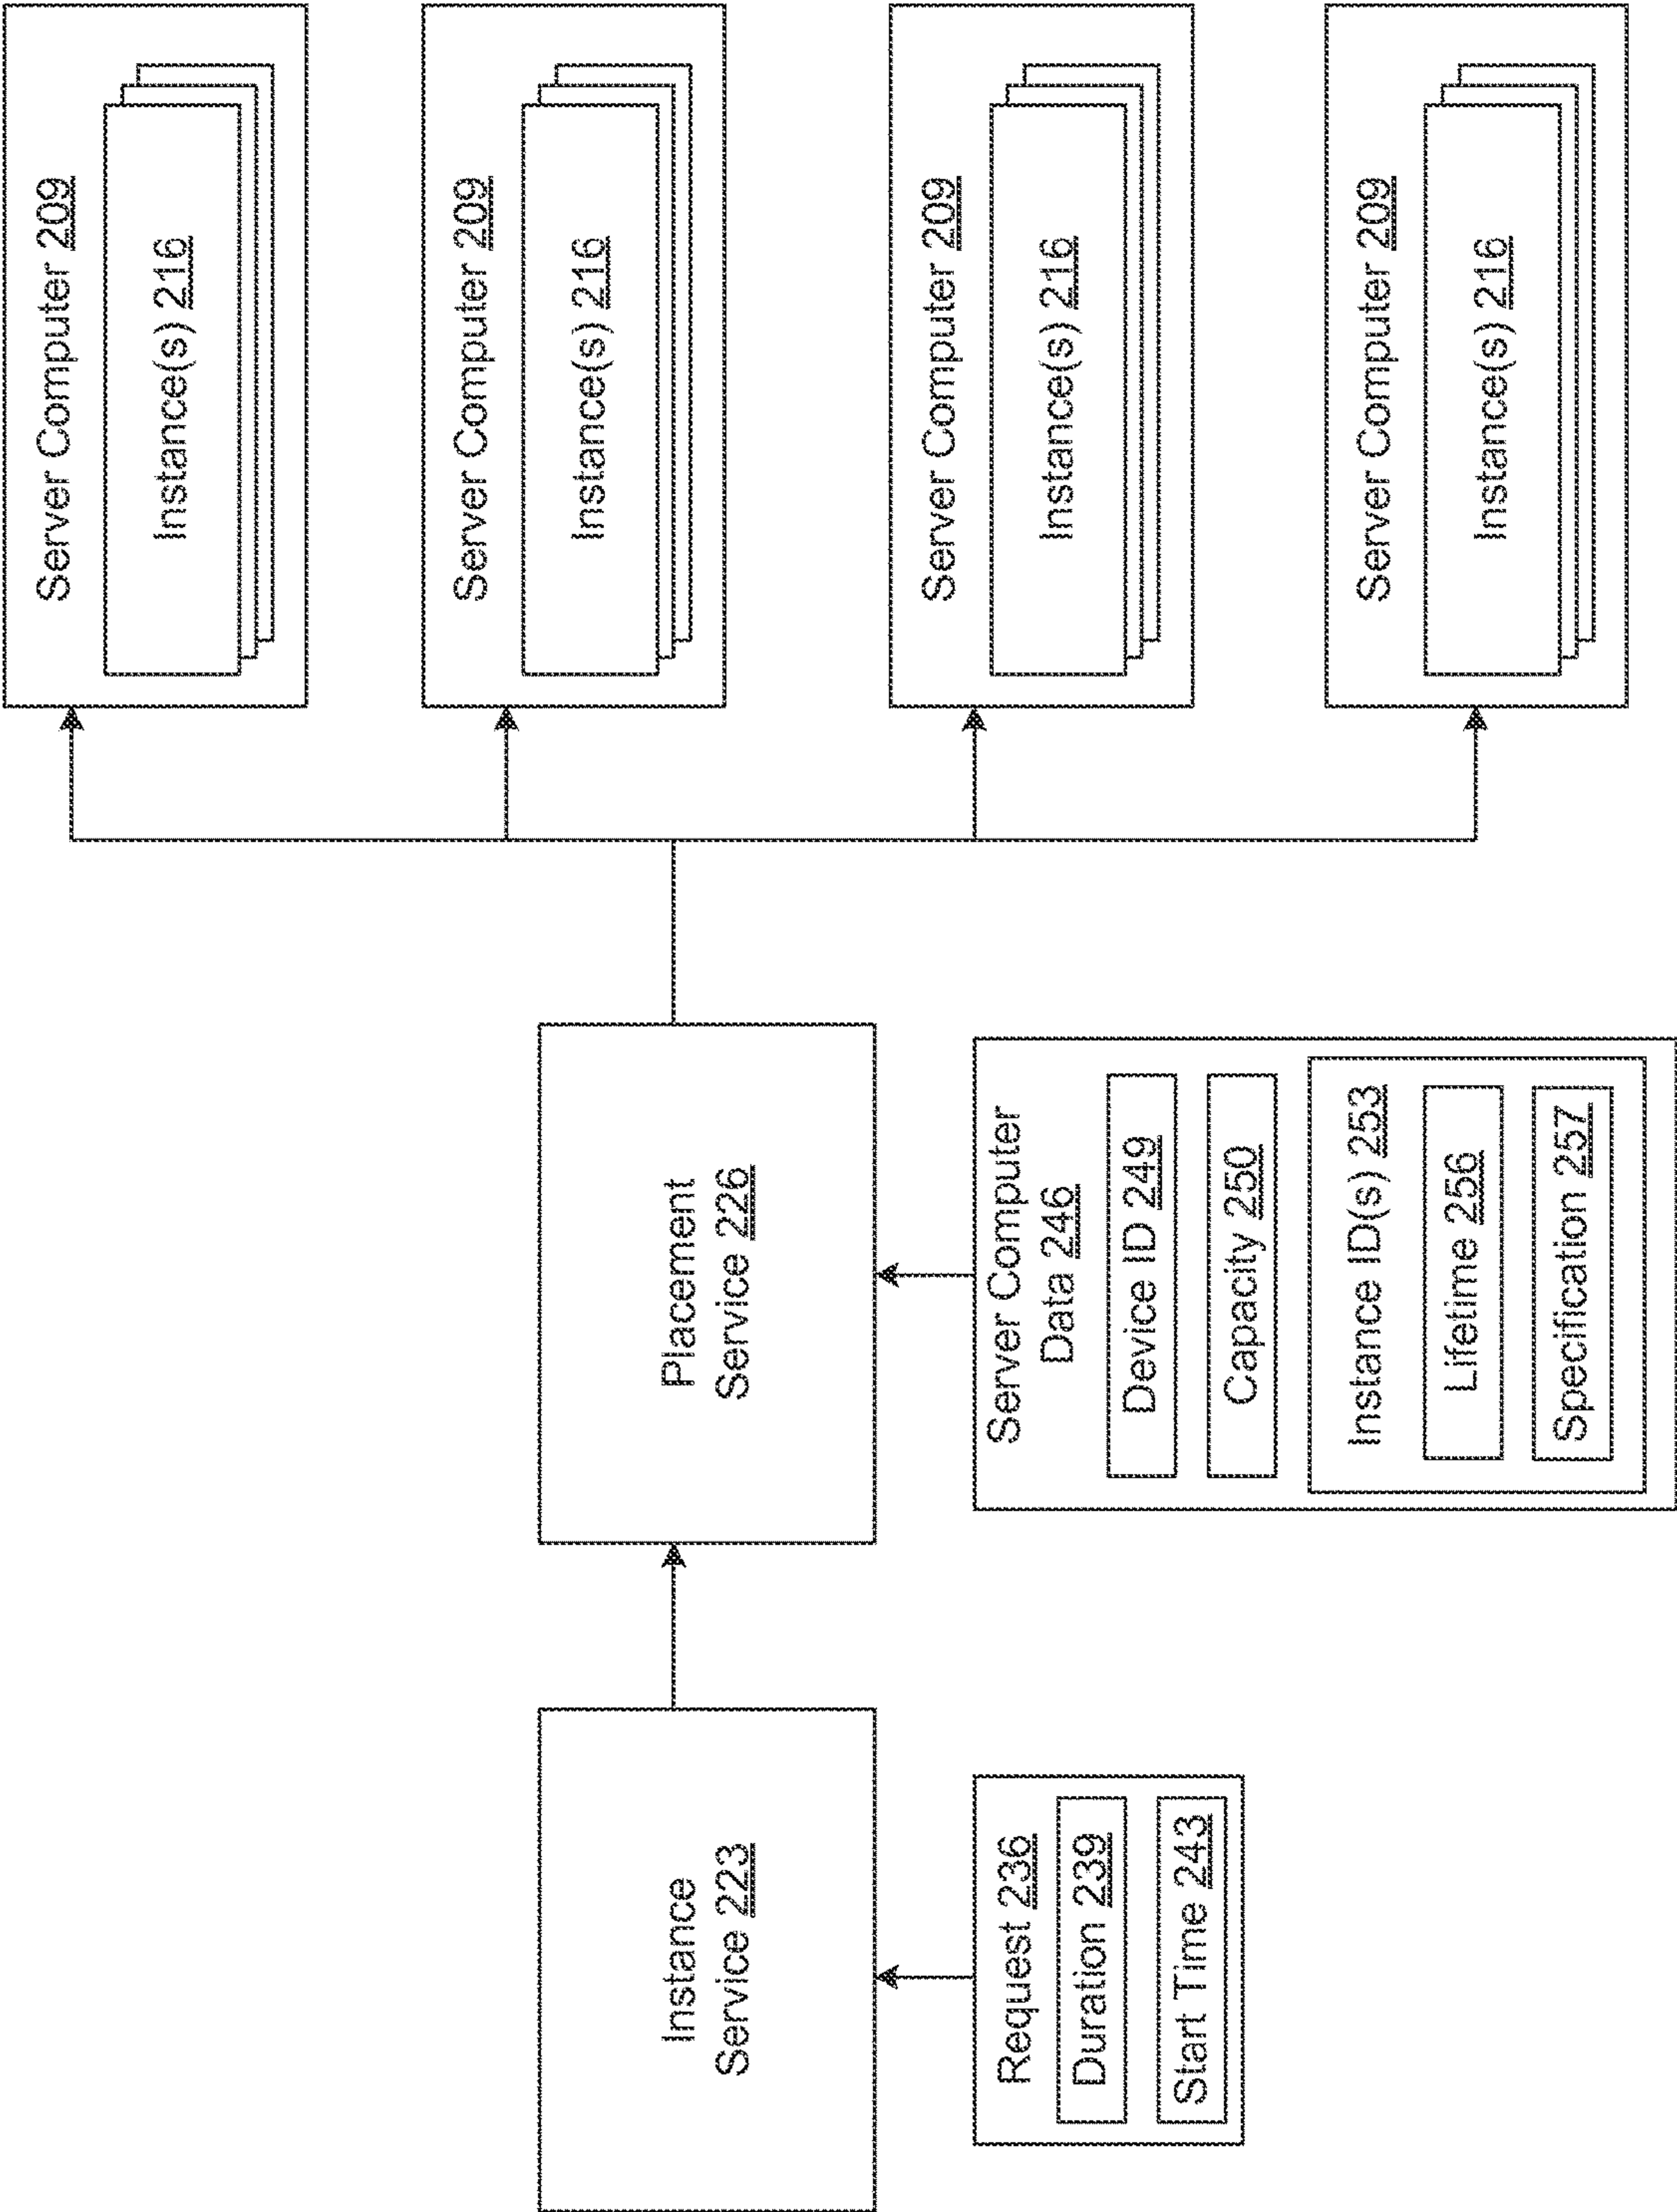 Instance
Service 223
Request 236
Duration 239
Start Time 243
Placement
Service 226
Server Computer
Data 246
Device ID 249
Capacity 250
Instance ID(s) 253
Lifetime 256
Specification 257
Server Computer 209
Instance(s) 216
Server Computer 209
Instance(s) 216
Server Computer 209
Instance(s) 216
Server Computer 209
Instance(s) 216